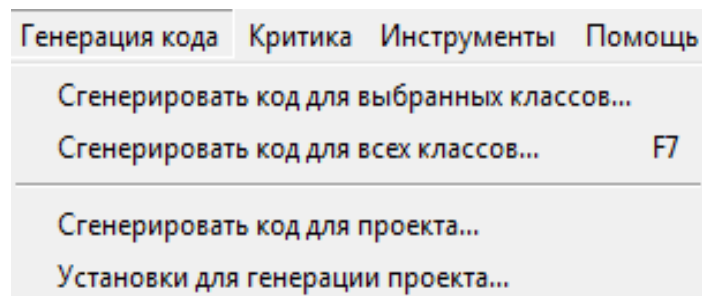 Генерация кода Критика Инструменты Помощь
Сгенерировать код для выбранных классов...
Сгенерировать код для всех классов... F7
Сгенерировать код для проекта...
Установки для генерации проекта...